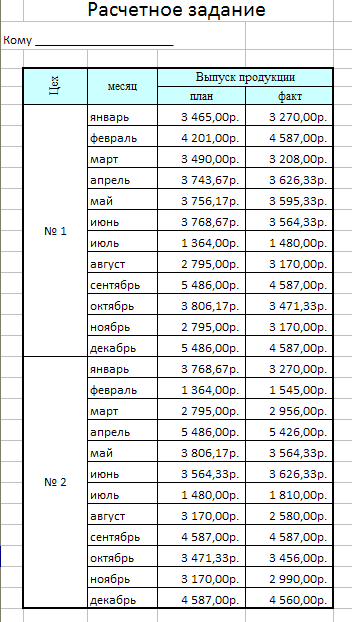 Расчетное задание
Кому ____________________
Цех месяц Выпуск продукции
план факт
январь 3 465,00р. 3 270,00р.
февраль 4 201,00р. 4 587,00р.
март 3 490,00р. 3 208,00р.
апрель 3 743,67р. 3 626,33р.
май 3 756,17р. 3 595,33р.
июнь 3 768,67р. 3 564,33р.
№ 1 июль 1 364,00р. 1 480,00р.
август 2 795,00р. 3 170,00р.
сентябрь 5 486,00р. 4 587,00р.
октябрь 3 806,17р. 3 471,33р.
ноябрь 2 795,00р. 3 170,00р.
декабрь 5 486,00р. 4 587,00р.
январь 3 768,67р. 3 270,00р.
февраль 1 364,00р. 1 545,00р.
март 2 795,00р. 2 956,00р.
апрель 5 486,00р. 5 426,00р.
май 3 806,17р. 3 564,33р.
июнь 3 564,33р. 3 626,33р.
№ 2 июль 1 480,00р. 1 810,00р.
август 3 170,00р. 2 580,00р.
сентябрь 4 587,00р. 4 587,00р.
октябрь 3 471,33р. 3 456,00р.
ноябрь 3 170,00р. 2 990,00р.
декабрь 4 587,00р. 4 560,00р.